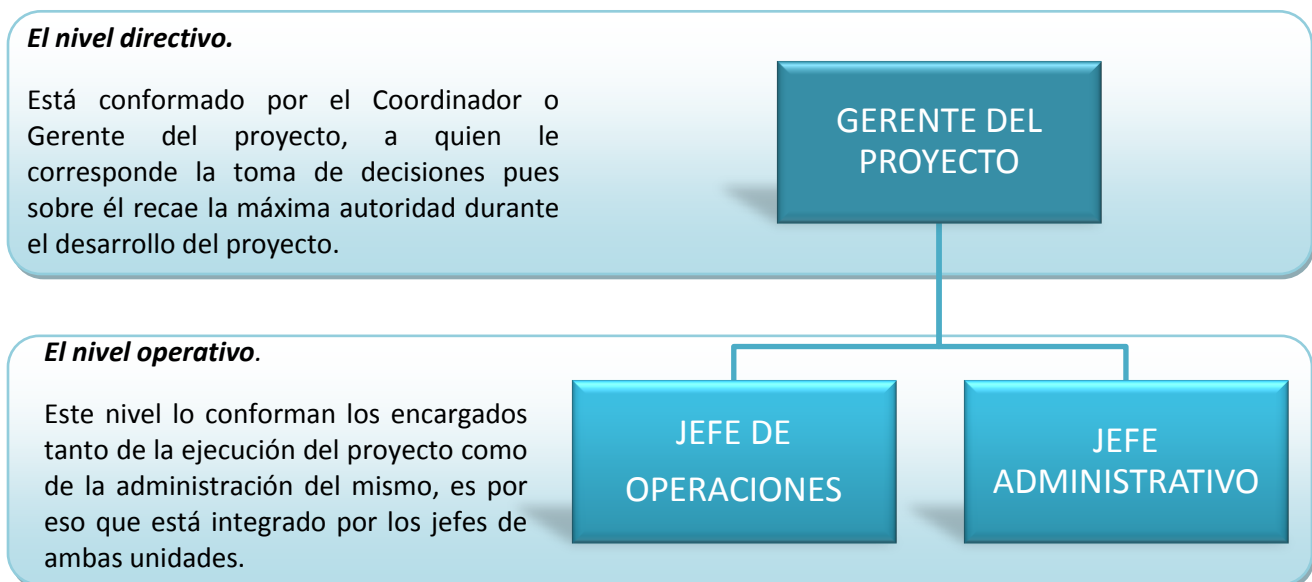 El nivel directivo.
Está conformado por el Coordinador o
Gerente del proyecto, a quien le
corresponde la toma de decisiones pues
sobre él recae la máxima autoridad durante
el desarrollo del proyecto.
GERENTE DEL
PROYECTO
El nivel operativo.
Este nivel lo conforman los encargados
tanto de la ejecución del proyecto como
de la administración del mismo, es por
eso que está integrado por los jefes de
ambas unidades.
JEFE DE
OPERACIONES
JEFE
ADMINISTRATIVO